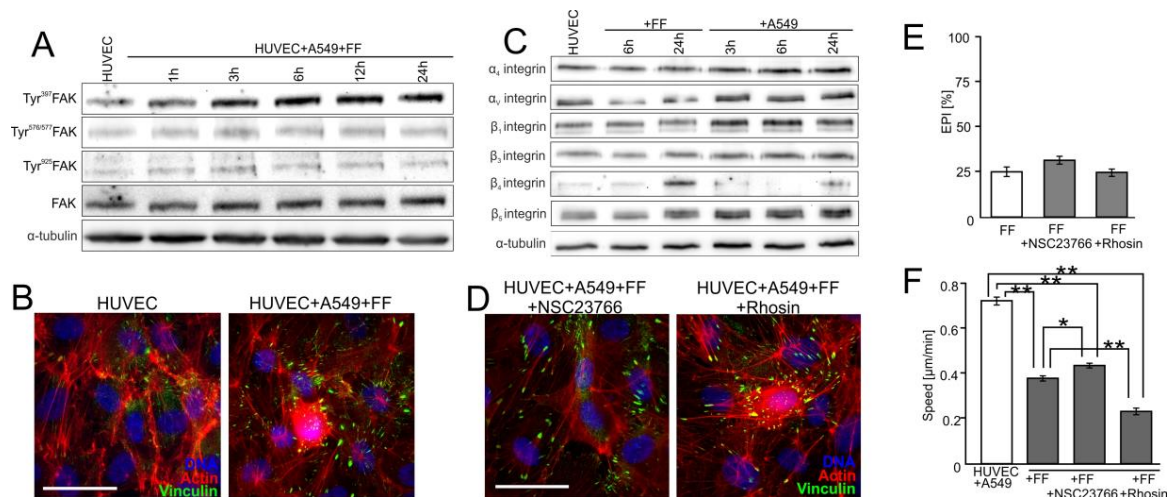 A
HUVEC
HUVEC+A549+FF
1h
3h
6h
12h
24h
Tyr³⁹⁷FAK
Tyr⁵⁷⁶/⁵⁷⁷FAK
Tyr⁹²⁵FAK
FAK
α-tubulin
B
HUVEC
HUVEC+A549+FF
DNA
Actin
Vinculin
C
HUVEC
+FF
+A549
6h
24h
3h
6h
24h
α₄ integrin
αᵥ integrin
β₁ integrin
β₃ integrin
β₄ integrin
β₅ integrin
α-tubulin
D
HUVEC+A549+FF
+NSC23766
HUVEC+A549+FF
+Rhosin
DNA
Actin
Vinculin
E
EPI [%]
100
75
50
25
0
FF
FF
+NSC23766
FF
+Rhosin
F
Speed [µm/min]
0.8
0.6
0.4
0.2
0
**
**
**
*
**
HUVEC
+A549
+FF
+FF
+NSC23766
+FF
+Rhosin